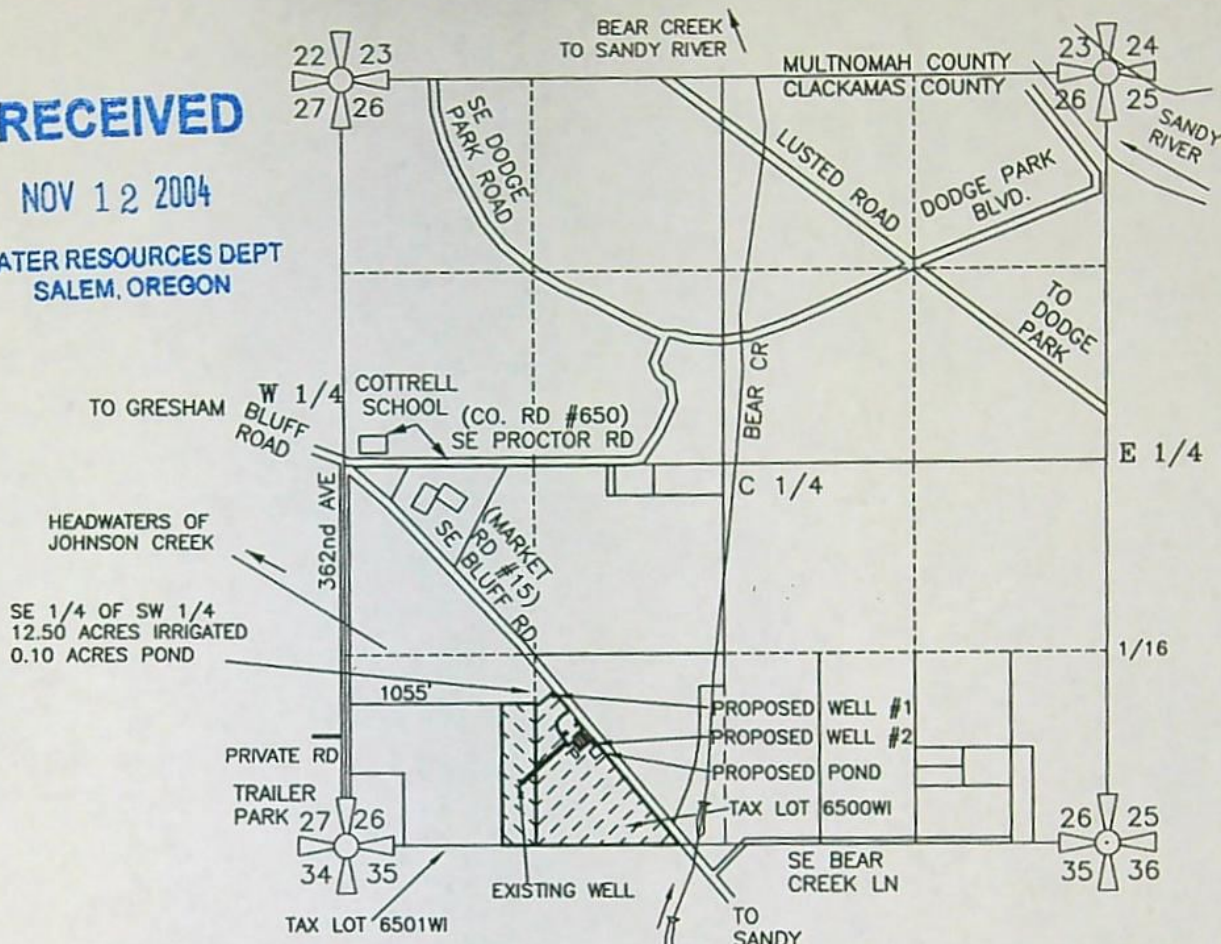 BEAR CREEK
TO SANDY RIVER
22 23
27 26
MULTNOMAH COUNTY
CLACKAMAS COUNTY
23 24
26 25
SANDY
RIVER
RECEIVED
NOV 12 2004
ATER RESOURCES DEPT
SALEM, OREGON
SE DODGE
PARK ROAD
LUSTED ROAD
DODGE PARK
BLVD.
TO
DODGE
PARK
BEAR CR
TO GRESHAM
BLUFF
ROAD
W 1/4
COTTRELL
SCHOOL
(CO. RD #650)
SE PROCTOR RD
E 1/4
C 1/4
362nd AVE
(MARKET
RD #15)
SE BLUFF RD.
HEADWATERS OF
JOHNSON CREEK
SE 1/4 OF SW 1/4
12.50 ACRES IRRIGATED
0.10 ACRES POND
1/16
1055'
PROPOSED WELL #1
PROPOSED WELL #2
PROPOSED POND
TAX LOT 6500WI
PRIVATE RD
TRAILER
PARK
27 26
34 35
26 25
35 36
SE BEAR
CREEK LN
EXISTING WELL
TAX LOT 6501WI
TO
SANDY